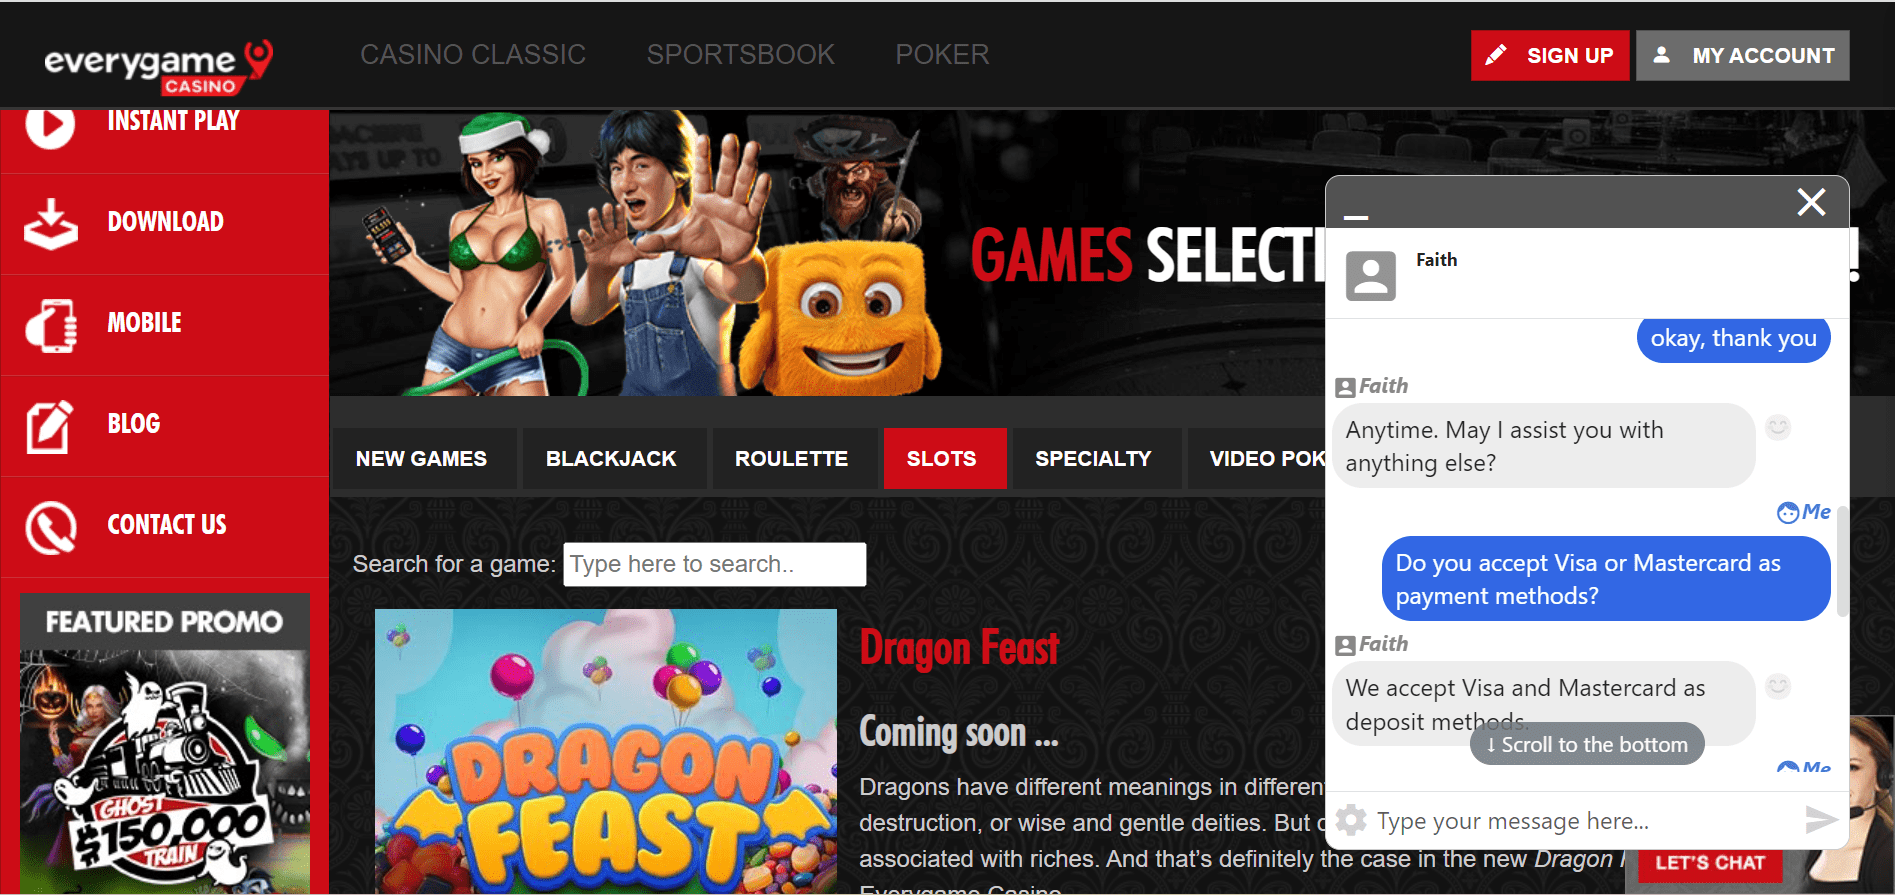 everygame
CASINO
CASINO CLASSIC
SPORTSBOOK
POKER
SIGN UP
MY ACCOUNT
INSTANT PLAY
DOWNLOAD
MOBILE
BLOG
CONTACT US
FEATURED PROMO
GHOST
$150,000
TRAIN
GAMES SELECTI
!
NEW GAMES
BLACKJACK
ROULETTE
SLOTS
SPECIALTY
VIDEO POK
Search for a game:
Type here to search..
DRAGON
FEAST
Dragon Feast
Coming soon ...
Dragons have different meanings in differen
destruction, or wise and gentle deities. But
associated with riches. And that's definitely the case in the new Dragon
Everygame Casino
Faith
okay, thank you
Faith
Anytime. May I assist you with
anything else?
Me
Do you accept Visa or Mastercard as
payment methods?
Faith
We accept Visa and Mastercard as
deposit methods.
↓ Scroll to the bottom
Me
Type your message here...
LET'S CHAT